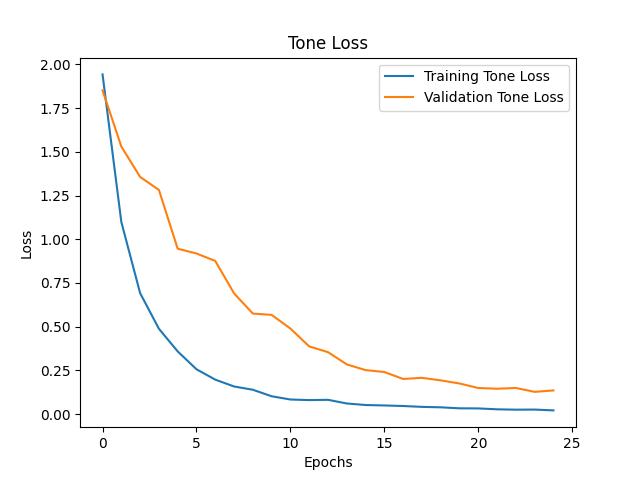 Tone Loss
Training Tone Loss
Validation Tone Loss
2.00
1.75
1.50
1.25
1.00
0.75
0.50
0.25
0.00
Loss
0 5 10 15 20 25
Epochs